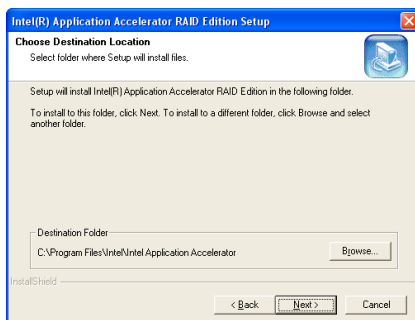 Intel(R) Application Accelerator RAID Edition Setup
Choose Destination Location
Select folder where Setup will install files.
Setup will install Intel(R) Application Accelerator RAID Edition in the following folder.
To install to this folder, click Next. To install to a different folder, click Browse and select
another folder.
Destination Folder
C:\Program Files\Intel\Intel Application Accelerator
Browse...
InstallShield
< Back
Next >
Cancel